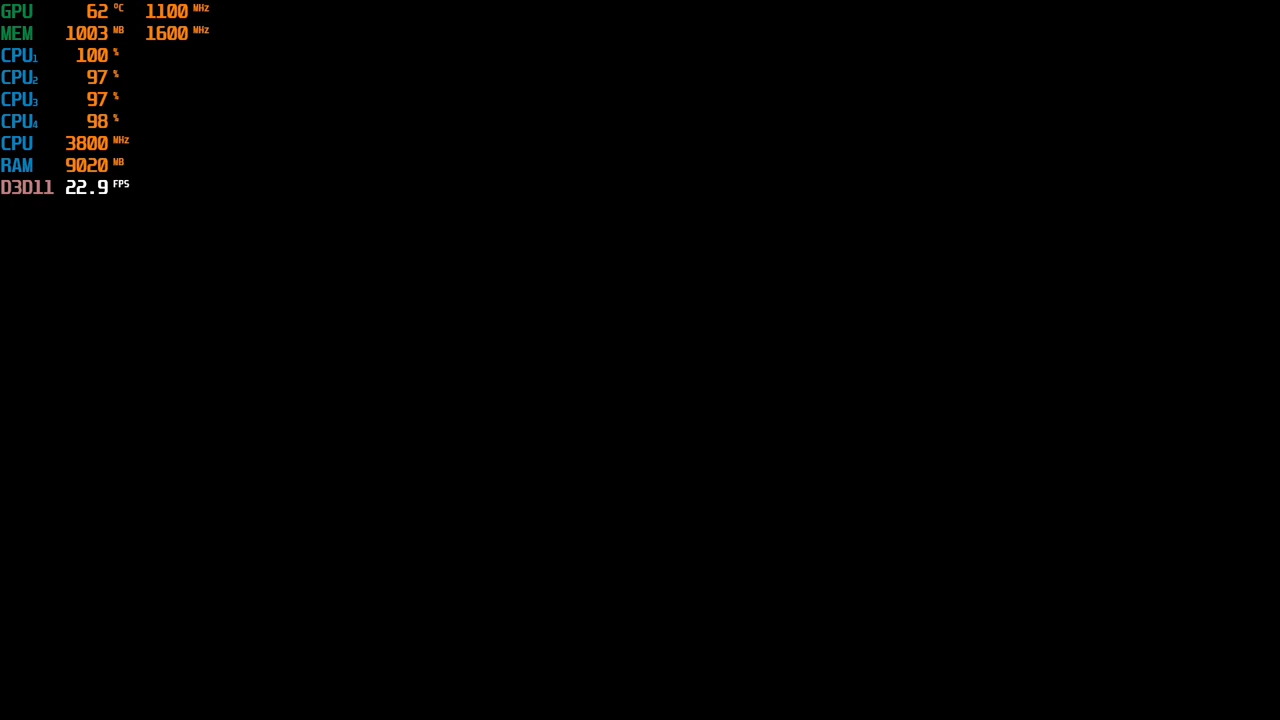 GPU 62 °C 1100 MHz
MEM 1003 MB 1600 MHz
CPU1 100 %
CPU2 97 %
CPU3 97 %
CPU4 98 %
CPU 3800 MHz
RAM 9020 MB
D3D11 22.9 FPS